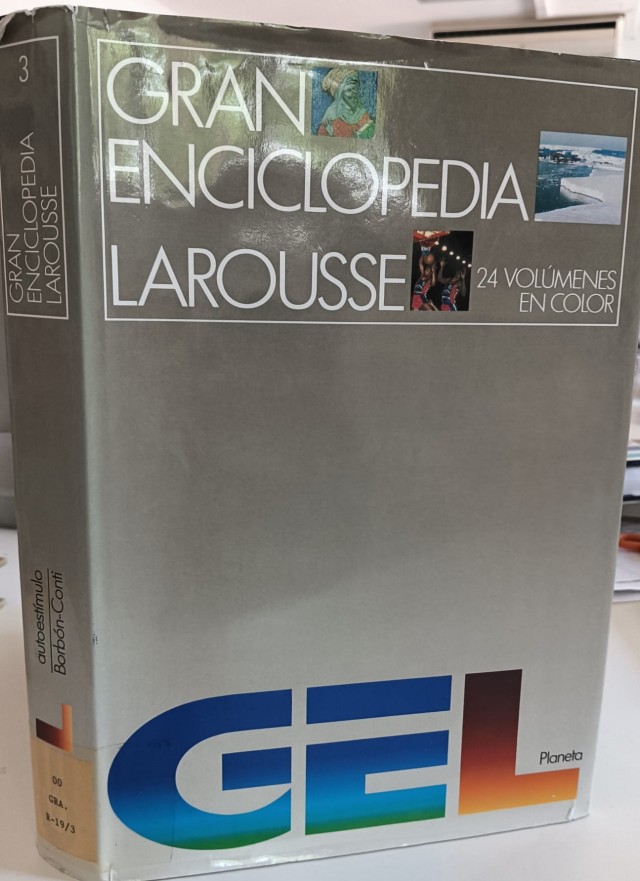 3
GRAN
ENCICLOPEDIA
LAROUSSE
autoestímulo
Borbón-Conti
L
00
GRA.
R-19/3
GRAN
ENCICLOPEDIA
LAROUSSE
24 VOLÚMENES
EN COLOR
GEL
Planeta